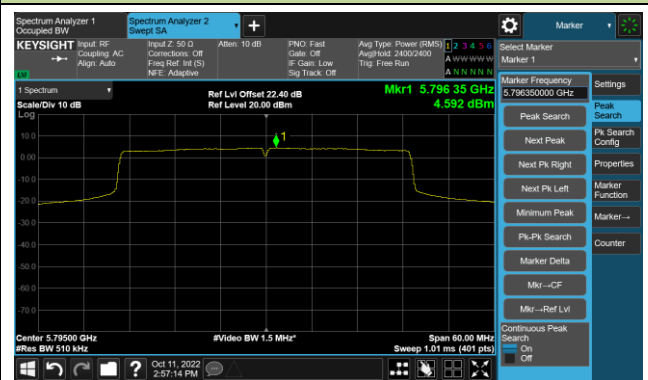 Spectrum Analyzer 1
Occupied BW
Spectrum Analyzer 2
Swept SA
Marker
KEYSIGHT
Input: RF
Coupling: AC
Align: Auto
Input Z: 50 Ω
Corrections: Off
Freq Ref: Int (S)
NFE: Adaptive
Atten: 10 dB
PNO: Fast
Gate: Off
IF Gain: Low
Sig Track: Off
Avg Type: Power (RMS)
Avg|Hold: 2400/2400
Trig: Free Run
1 2 3 4 5 6
A W W W W W
A N N N N N
LXI
Select Marker
Marker 1
1 Spectrum
Scale/Div 10 dB
Log
Ref Lvl Offset 22.40 dB
Ref Level 20.00 dBm
Mkr1 5.796 35 GHz
4.592 dBm
1
10.0
0.00
-10.0
-20.0
-30.0
-40.0
-50.0
-60.0
-70.0
Center 5.79500 GHz
#Res BW 510 kHz
#Video BW 1.5 MHz*
Span 60.00 MHz
Sweep 1.01 ms (401 pts)
Oct 11, 2022
2:57:14 PM
?
Marker Frequency
5.796350000 GHz
Peak Search
Next Peak
Next Pk Right
Next Pk Left
Minimum Peak
Pk-Pk Search
Marker Delta
Mkr→CF
Mkr→Ref Lvl
Continuous Peak
Search
On
Off
Settings
Peak
Search
Pk Search
Config
Properties
Marker
Function
Marker→
Counter